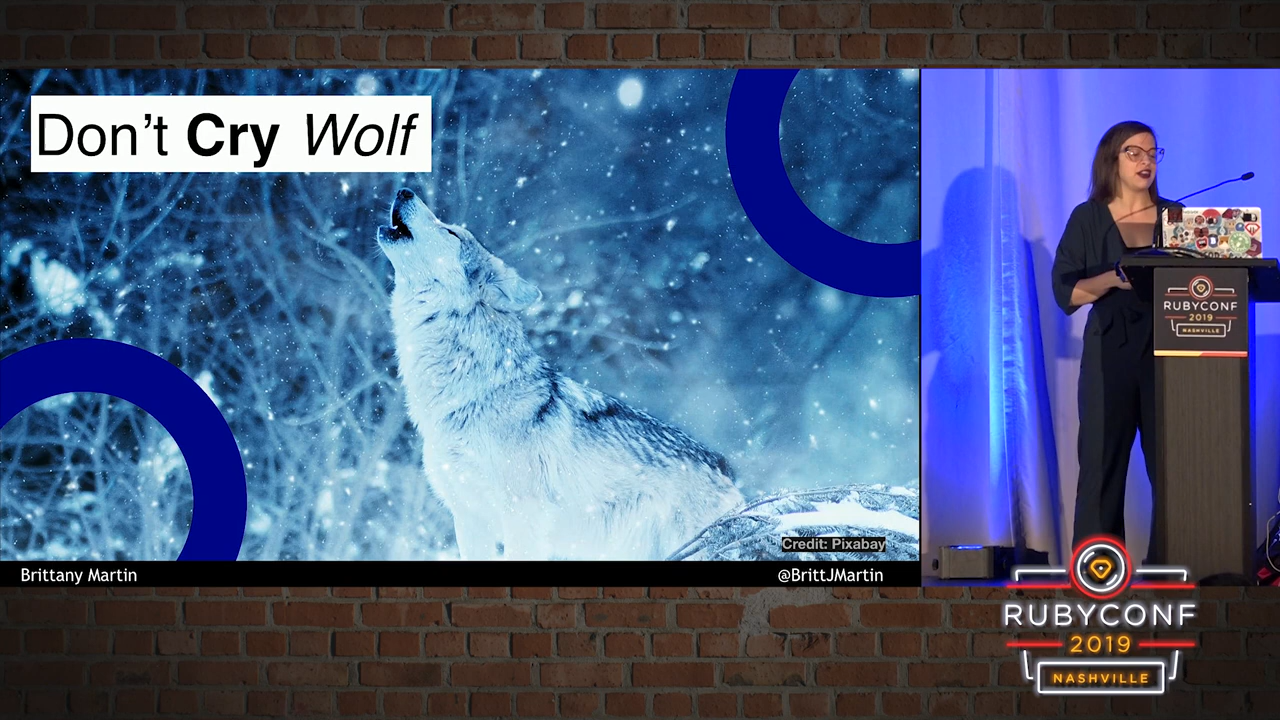 Don't Cry Wolf
Credit: Pixabay
Brittany Martin
@BrittJMartin
RUBYCONF
2019
NASHVILLE
RUBYCONF
2019
NASHVILLE